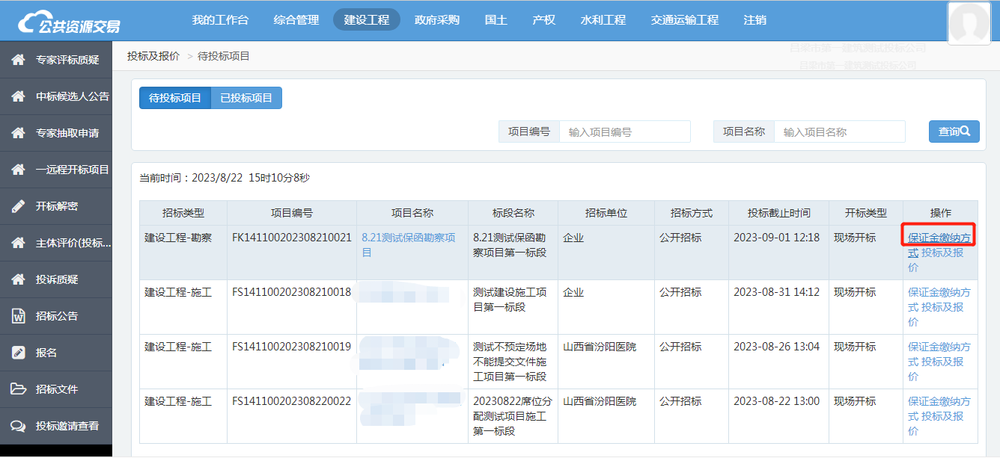 公共资源交易
我的工作台 综合管理 建设工程 政府采购 国土 产权 水利工程 交通运输工程 注销
吕梁市第一建筑测试投标公司
吕梁市第一建筑测试投标公司
专家评标质疑
中标候选人公告
专家抽取申请
一远程开标项目
开标解密
主体评价(投标...
投诉质疑
招标公告
报名
招标文件
投标邀请查看
投标及报价 > 待投标项目
待投标项目 已投标项目
项目编号 输入项目编号 项目名称 输入项目名称 查询
当前时间：2023/8/22 15时10分8秒
招标类型 项目编号 项目名称 标段名称 招标单位 招标方式 投标截止时间 开标类型 操作
建设工程-勘察 FK141100202308210021 8.21测试保函勘察项 8.21测试保函勘 企业 公开招标 2023-09-01 12:18 现场开标 保证金缴纳方
目 察项目第一标段 式 投标及报
价
建设工程-施工 FS141100202308210018 测试建设施工项 企业 公开招标 2023-08-31 14:12 现场开标 保证金缴纳方
目第一标段 式 投标及报
价
建设工程-施工 FS141100202308210019 测试不预定场地 山西省汾阳医院 公开招标 2023-08-26 13:04 现场开标 保证金缴纳方
不能提交文件施 式 投标及报
工项目第一标段 价
建设工程-施工 FS141100202308220022 20230822席位分 山西省汾阳医院 公开招标 2023-08-22 13:00 现场开标 保证金缴纳方
配测试项目施工 式 投标及报
第一标段 价